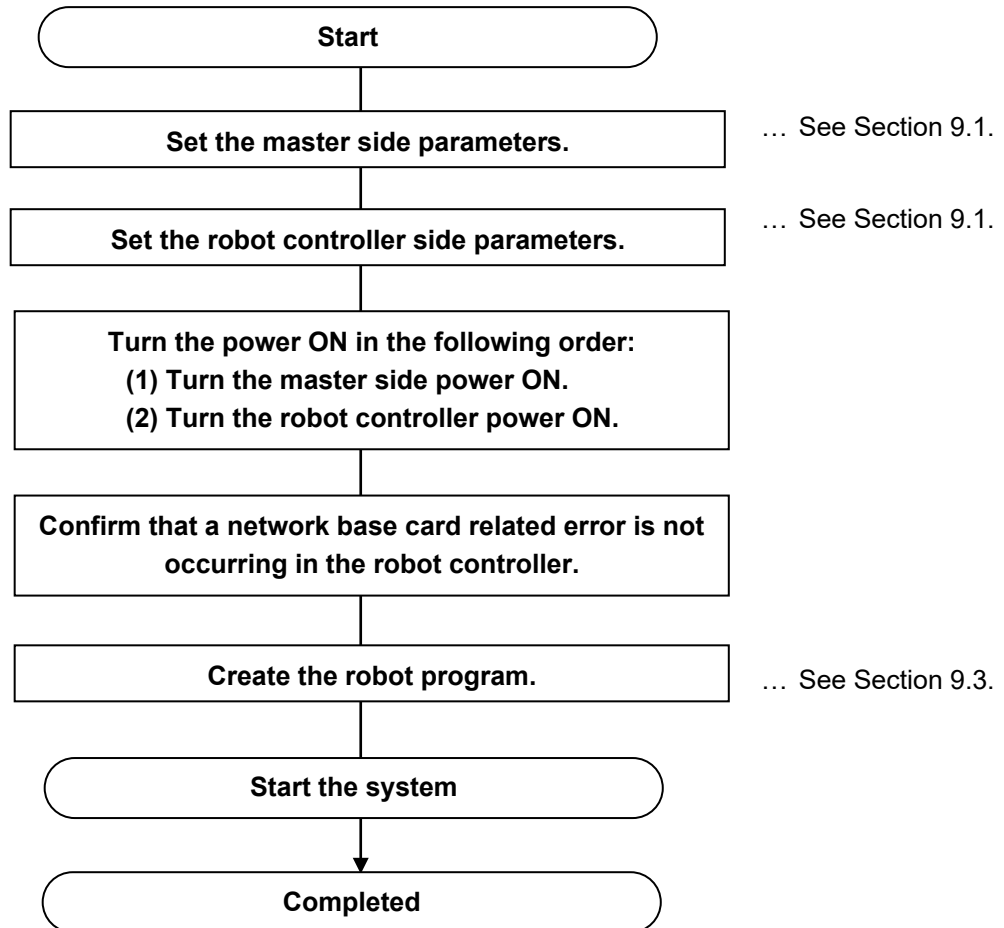 Start
Set the master side parameters.
… See Section 9.1.
Set the robot controller side parameters.
… See Section 9.1.
Turn the power ON in the following order:
(1) Turn the master side power ON.
(2) Turn the robot controller power ON.
Confirm that a network base card related error is not
occurring in the robot controller.
Create the robot program.
… See Section 9.3.
Start the system
Completed